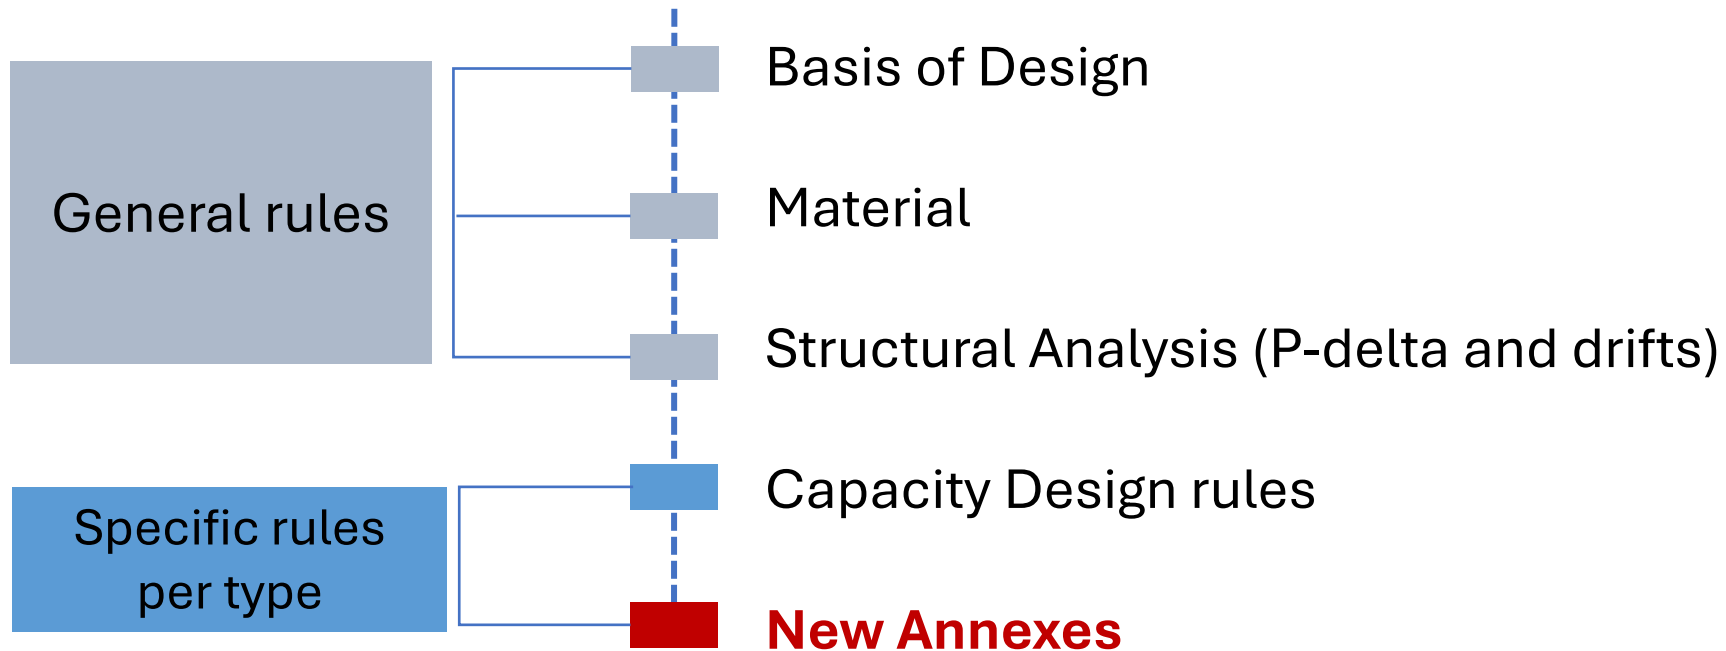 General rules
Basis of Design
Material
Structural Analysis (P-delta and drifts)
Specific rules
per type
Capacity Design rules
New Annexes